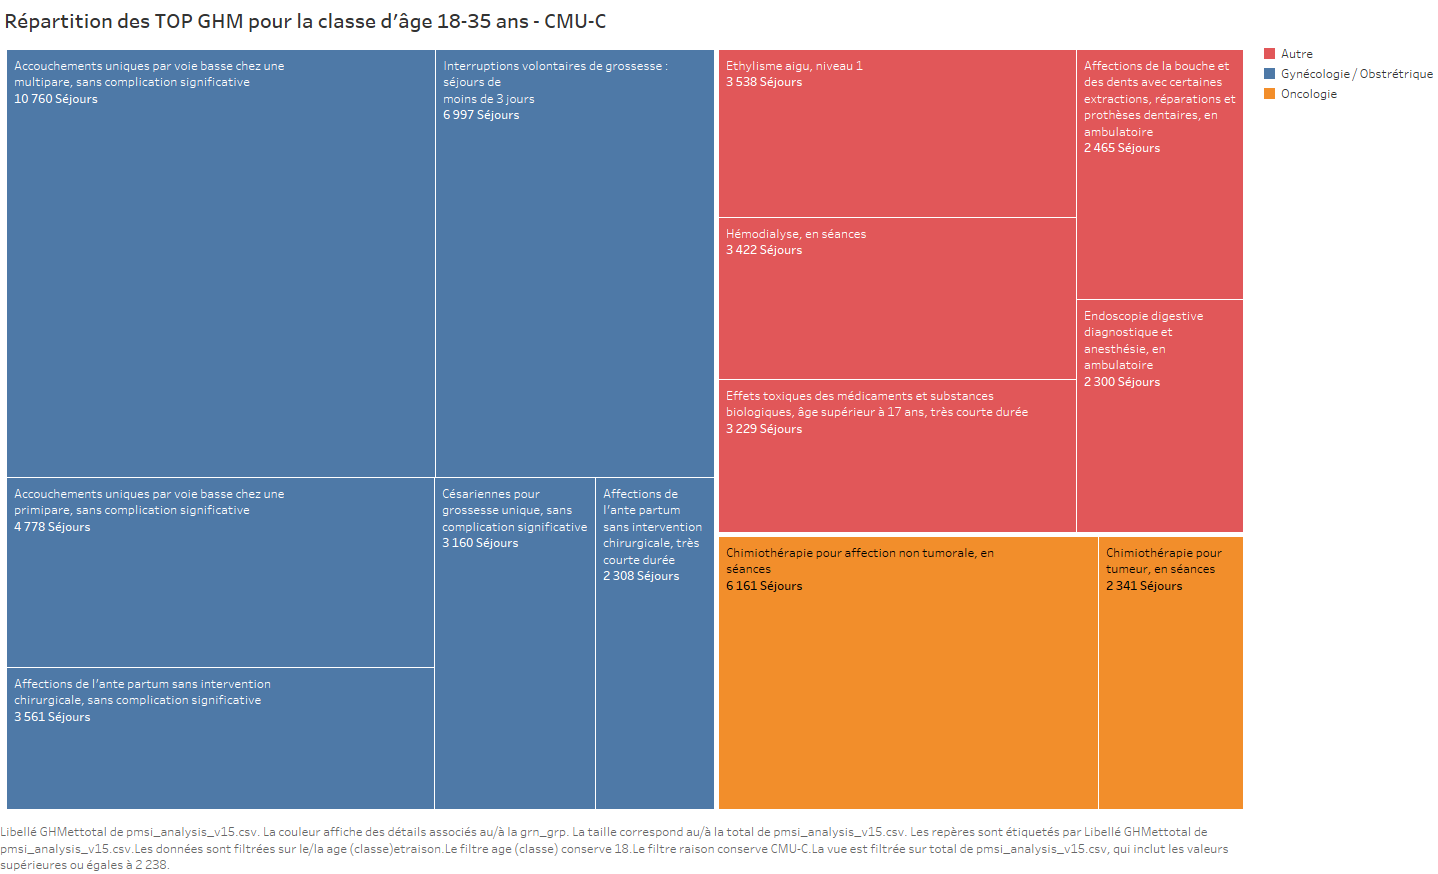 Répartition des TOP GHM pour la classe d’âge 18-35 ans - CMU-C
Accouchements uniques par voie basse chez une
multipare, sans complication significative
10 760 Séjours
Interruptions volontaires de grossesse :
séjours de
moins de 3 jours
6 997 Séjours
Accouchements uniques par voie basse chez une
primipare, sans complication significative
4 778 Séjours
Affections de l’ante partum sans intervention
chirurgicale, sans complication significative
3 561 Séjours
Césariennes pour
grossesse unique, sans
complication significative
3 160 Séjours
Affections de
l’ante partum
sans intervention
chirurgicale, très
courte durée
2 308 Séjours
Ethylisme aigu, niveau 1
3 538 Séjours
Hémodialyse, en séances
3 422 Séjours
Effets toxiques des médicaments et substances
biologiques, âge supérieur à 17 ans, très courte durée
3 229 Séjours
Affections de la bouche et
des dents avec certaines
extractions, réparations et
prothèses dentaires, en
ambulatoire
2 465 Séjours
Endoscopie digestive
diagnostique et
anesthésie, en
ambulatoire
2 300 Séjours
Chimiothérapie pour affection non tumorale, en
séances
6 161 Séjours
Chimiothérapie pour
tumeur, en séances
2 341 Séjours
Autre
Gynécologie / Obstrétrique
Oncologie
Libellé GHMettotal de pmsi_analysis_v15.csv. La couleur affiche des détails associés au/à la grn_grp. La taille correspond au/à la total de pmsi_analysis_v15.csv. Les repères sont étiquetés par Libellé GHMettotal de
pmsi_analysis_v15.csv.Les données sont filtrées sur le/la age (classe)etraison.Le filtre age (classe) conserve 18.Le filtre raison conserve CMU-C.La vue est filtrée sur total de pmsi_analysis_v15.csv, qui inclut les valeurs
supérieures ou égales à 2 238.